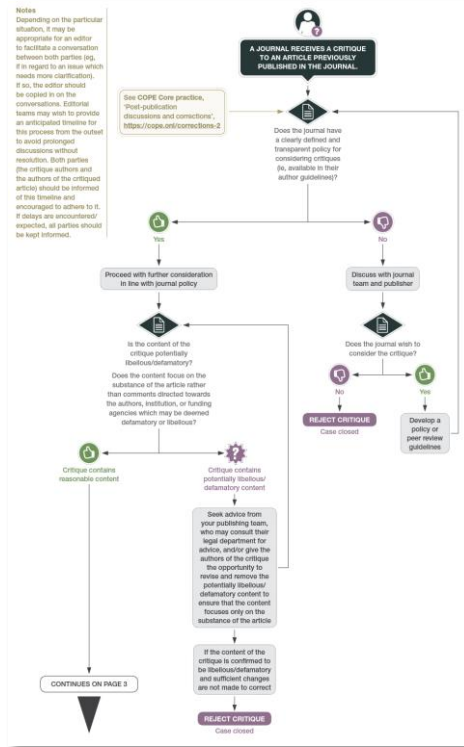 Notes
Depending on the particular
situation, it may be
appropriate for an editor
to facilitate a conversation
between both parties (eg,
if in regard to an issue which
needs more clarification).
If so, the editor should
be copied in on the
conversations. Editorial
teams may wish to provide
an anticipated timeline for
this process from the outset
to avoid prolonged
discussions without
resolution. Both parties
(the critique authors and
the authors of the critiqued
article) should be informed
of this timeline and
encouraged to adhere to it.
If delays are encountered/
expected, all parties should
be kept informed.
A JOURNAL RECEIVES A CRITIQUE
TO AN ARTICLE PREVIOUSLY
PUBLISHED IN THE JOURNAL.
See COPE Core practice,
'Post-publication
discussions and corrections',
https://cope.onl/corrections-2
Does the journal have
a clearly defined and
transparent policy for
considering critiques
(ie, available in their
author guidelines)?
Yes
No
Proceed with further consideration
in line with journal policy
Discuss with journal
team and publisher
Is the content of the
critique potentially
libellous/defamatory?
Does the content focus on the
substance of the article rather
than comments directed towards
the authors, institution, or funding
agencies which may be deemed
defamatory or libellous?
Does the journal wish to
consider the critique?
No
Yes
REJECT CRITIQUE
Case closed
Develop a
policy or
peer review
guidelines
Critique contains
reasonable content
Critique contains
potentially libellous/
defamatory content
Seek advice from
your publishing team,
who may consult their
legal department for
advice, and/or give the
authors of the critique
the opportunity to
revise and remove the
potentially libellous/
defamatory content to
ensure that the content
focuses only on the
substance of the article
If the content of the
critique is confirmed to
be libellous/defamatory
and sufficient changes
are not made to correct
CONTINUES ON PAGE 3
REJECT CRITIQUE
Case closed